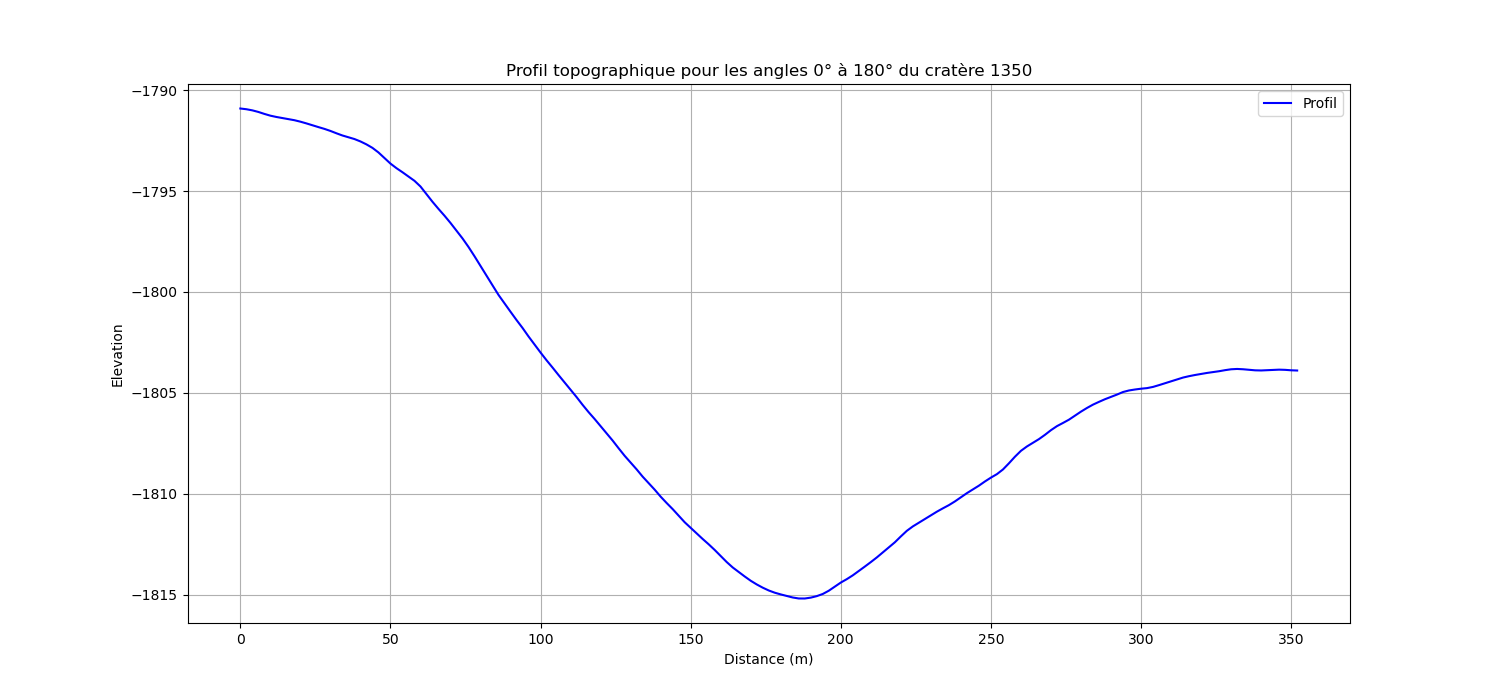 Profil topographique pour les angles 0° à 180° du cratère 1350
Profil
−1790
−1795
−1800
−1805
−1810
−1815
Elevation
0 50 100 150 200 250 300 350
Distance (m)